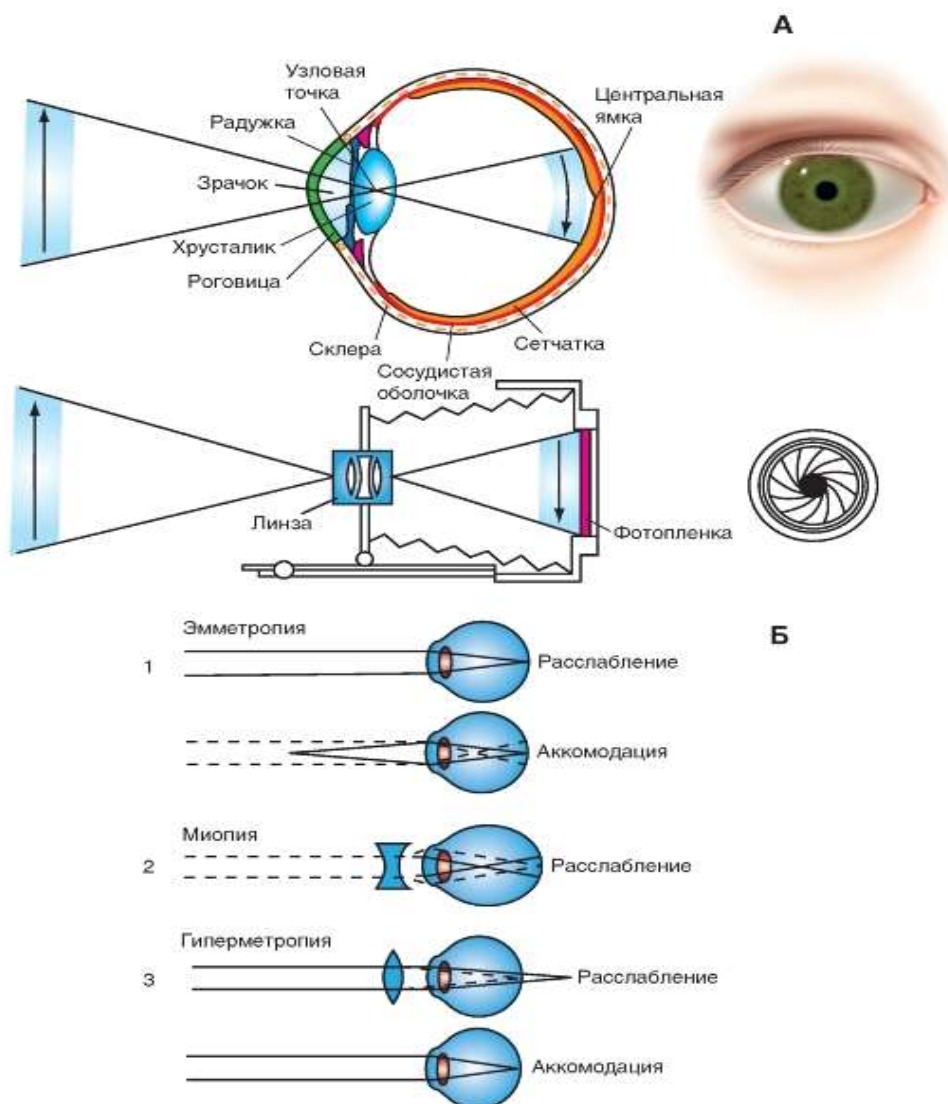 А
Узловая
точка
Центральная
ямка
Радужка
Зрачок
Хрусталик
Роговица
Склера
Сетчатка
Сосудистая
оболочка
Линза
Фотопленка
Б
Эмметропия
1
Расслабление
Аккомодация
Миопия
2
Расслабление
Гиперметропия
3
Расслабление
Аккомодация